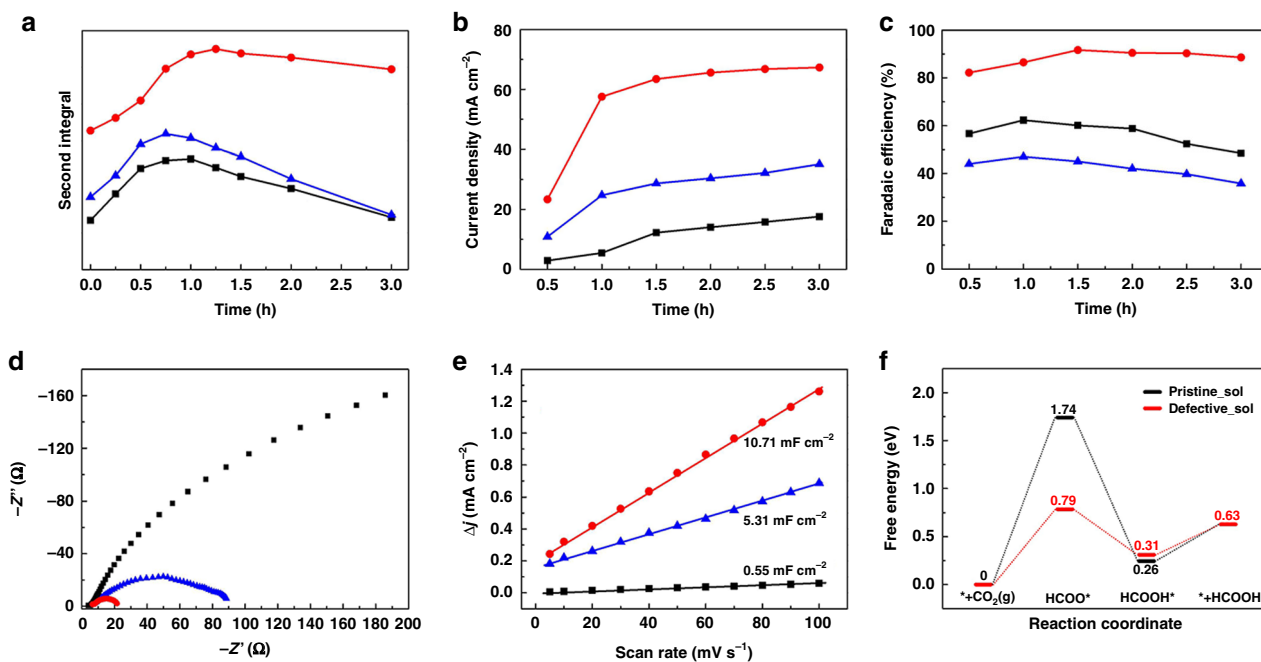 a
Second integral
0.0 0.5 1.0 1.5 2.0 2.5 3.0
Time (h)
b
Current density (mA cm⁻²)
80
60
40
20
0
0.5 1.0 1.5 2.0 2.5 3.0
Time (h)
c
Faradaic efficiency (%)
100
80
60
40
20
0
0.5 1.0 1.5 2.0 2.5 3.0
Time (h)
d
−Z″ (Ω)
−160
−120
−80
−40
0
0 20 40 60 80 100 120 140 160 180 200
−Z′ (Ω)
e
Δj (mA cm⁻²)
1.4
1.2
1.0
0.8
0.6
0.4
0.2
0.0
10.71 mF cm⁻²
5.31 mF cm⁻²
0.55 mF cm⁻²
0 20 40 60 80 100
Scan rate (mV s⁻¹)
f
Free energy (eV)
2.0
1.5
1.0
0.5
0.0
Pristine_sol
Defective_sol
1.74
0.79
0.63
0.31
0.26
0
*+CO₂(g) HCOO* HCOOH* *+HCOOH
Reaction coordinate